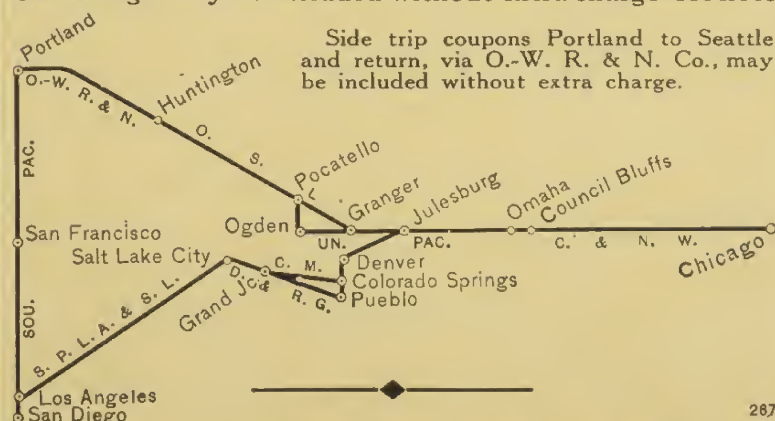 Side trip coupons Portland to Seattle
and return, via O.-W. R. & N. Co., may
be included without extra charge.
Portland
O.-W. R. & N.
Huntington
O. S. L.
Pocatello
Granger
Julesburg
Omaha
Council Bluffs
Ogden
UN. PAC.
C. & N. W.
Chicago
PAC.
San Francisco
Salt Lake City
Denver
C. M.
Colorado Springs
D. & R. G.
Pueblo
Grand Jc.
S. P. L. A. & S. L.
SOU.
Los Angeles
San Diego
287